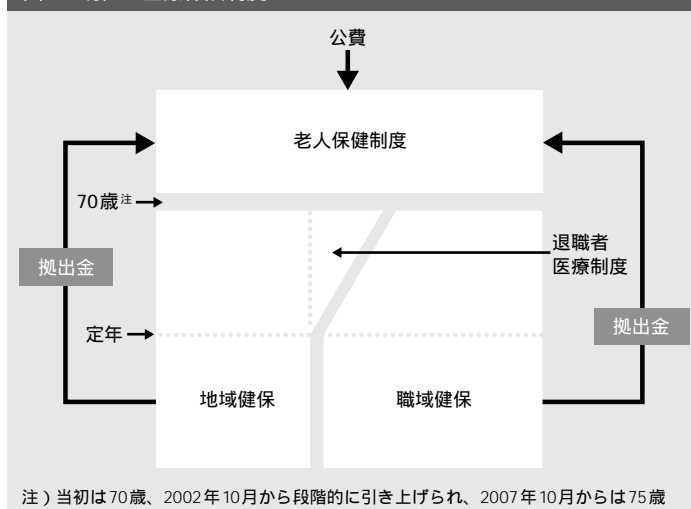 公費
老人保健制度
70歳注
退職者
医療制度
拠出金
拠出金
定年
地域健保
職域健保
注）当初は70歳、2002年10月から段階的に引き上げられ、2007年10月からは75歳